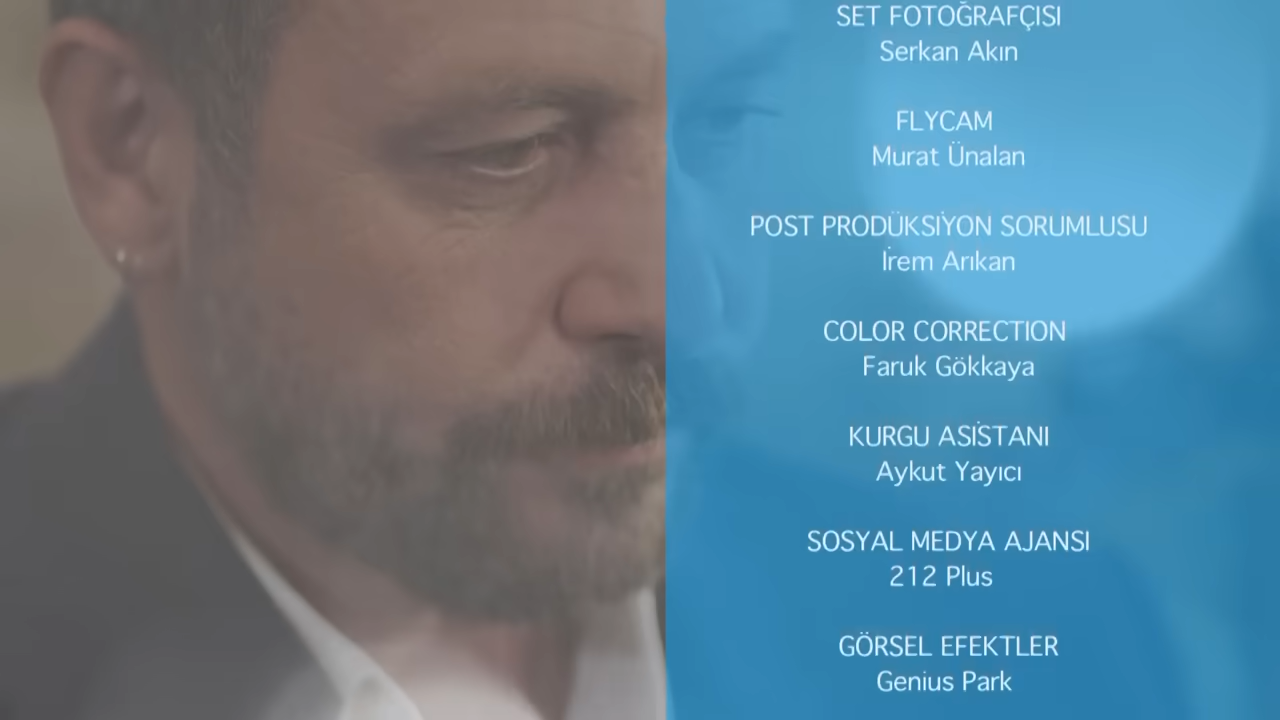 SET FOTOĞRAFÇISI
Serkan Akın
FLYCAM
Murat Ünalan
POST PRODÜKSİYON SORUMLUSU
İrem Arıkan
COLOR CORRECTION
Faruk Gökkaya
KURGU ASİSTANI
Aykut Yayıcı
SOSYAL MEDYA AJANSI
212 Plus
GÖRSEL EFEKTLER
Genius Park